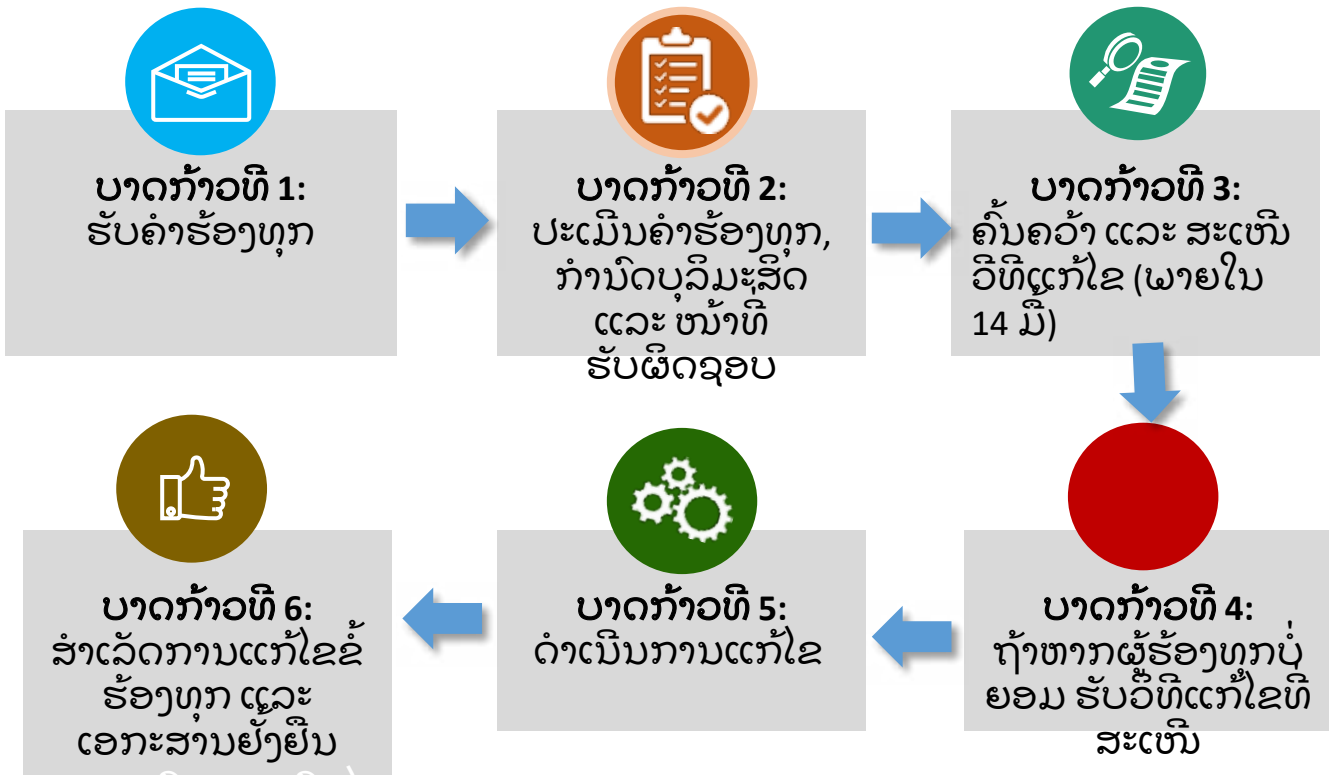 ບາດກ້າວທີ 1:
ຮັບຄໍາຮ້ອງທຸກ
ບາດກ້າວທີ 2:
ປະເມີນຄໍາຮ້ອງທຸກ,
ກໍານົດບຸລິມະສິດ
ແລະ ໜ້າທີ່
ຮັບຜິດຊອບ
ບາດກ້າວທີ 3:
ຄົ້ນຄວ້າ ແລະ ສະເໜີ
ວິທີແກ້ໄຂ (ພາຍໃນ
14 ມື້)
ບາດກ້າວທີ 4:
ຖ້າຫາກຜູ້ຮ້ອງທຸກບໍ່
ຍອມ ຮັບວິທີແກ້ໄຂທີ່
ສະເໜີ
ບາດກ້າວທີ 5:
ດໍາເນີນການແກ້ໄຂ
ບາດກ້າວທີ 6:
ສໍາເລັດການແກ້ໄຂຂໍ້
ຮ້ອງທຸກ ແລະ
ເອກະສານຢັ້ງຢືນ